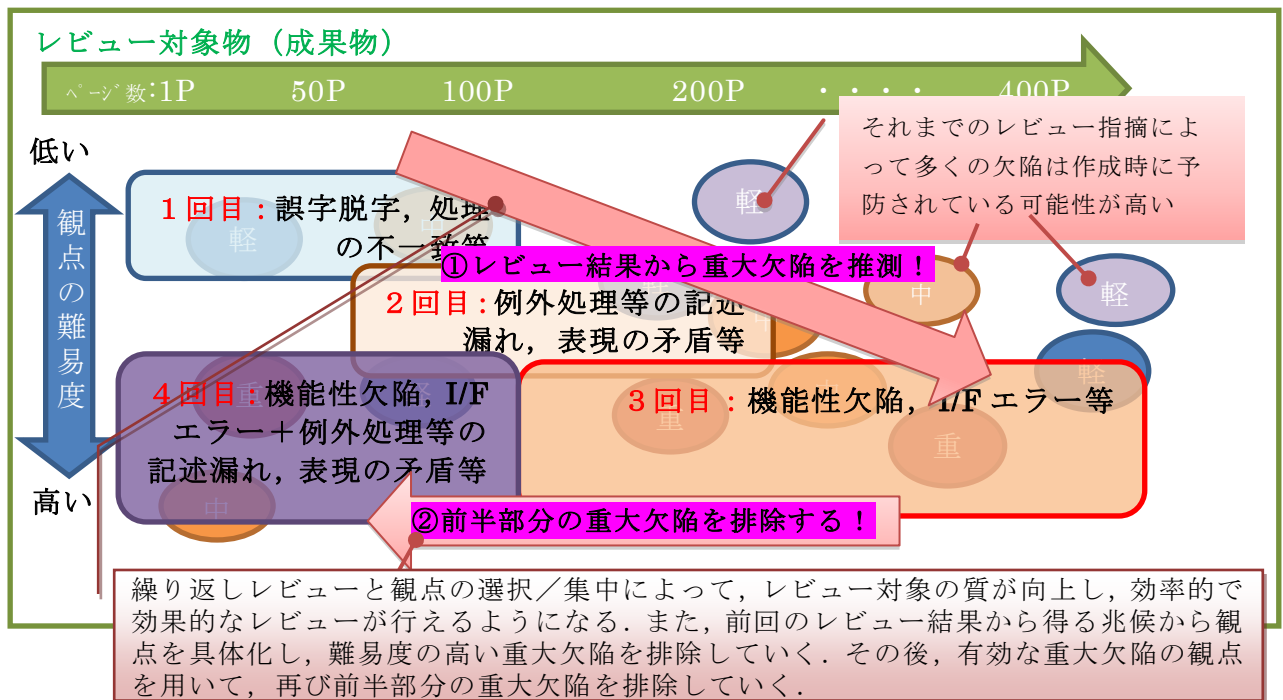 レビュー対象物（成果物）
ページ数:1P 50P 100P 200P ・・・・ 400P
低い
観点の難易度
高い
それまでのレビュー指摘によ
って多くの欠陥は作成時に予
防されている可能性が高い
軽
軽
中
1回目：誤字脱字，処理
の不一致等
①レビュー結果から重大欠陥を推測！
中
軽
軽
2回目：例外処理等の記述
漏れ，表現の矛盾等
軽
4回目：機能性欠陥，I/F
エラー＋例外処理等の
記述漏れ，表現の矛盾等
重
軽
3回目：機能性欠陥，I/Fエラー等
重
重
中
②前半部分の重大欠陥を排除する！
繰り返しレビューと観点の選択／集中によって，レビュー対象の質が向上し，効率的で
効果的なレビューが行えるようになる．また，前回のレビュー結果から得る兆候から観
点を具体化し，難易度の高い重大欠陥を排除していく．その後，有効な重大欠陥の観点
を用いて，再び前半部分の重大欠陥を排除していく．